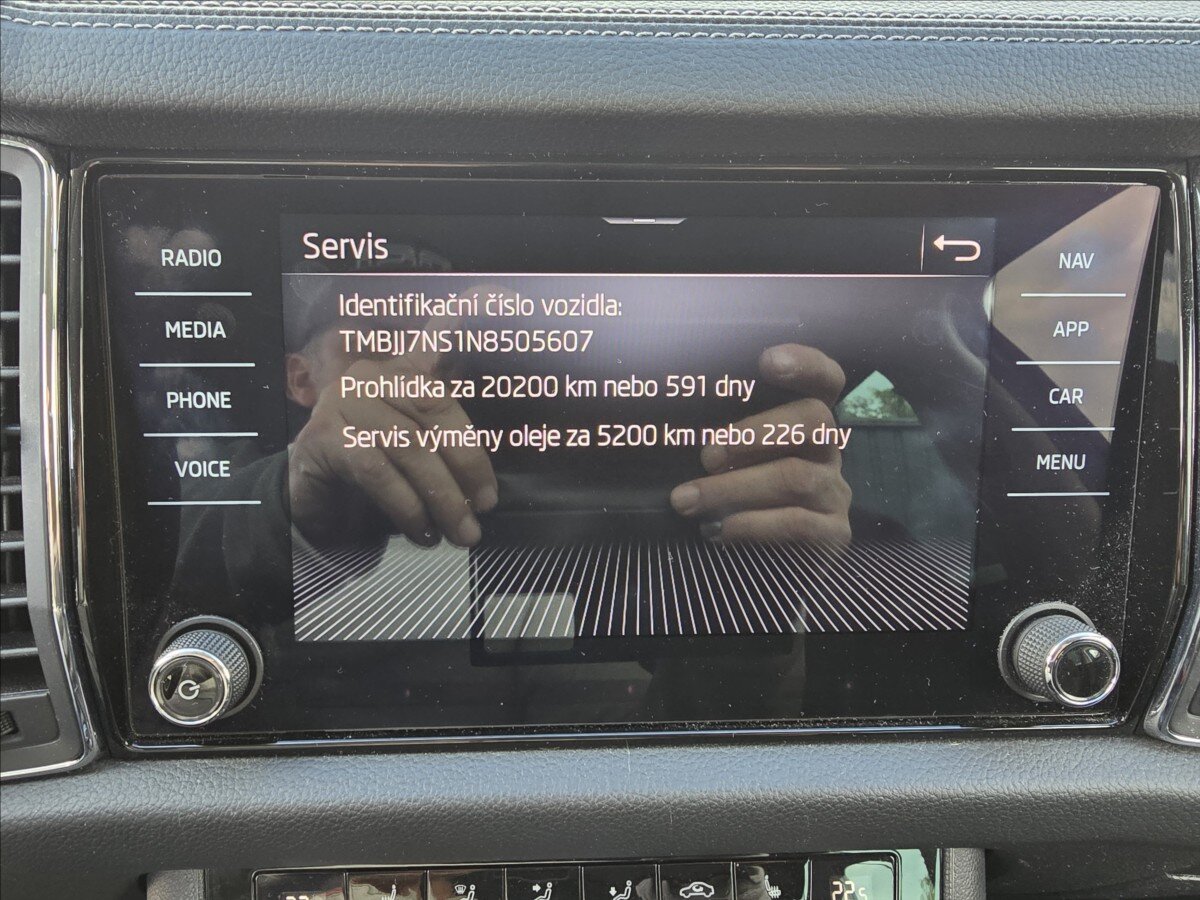 RADIO
MEDIA
PHONE
VOICE
Servis
Identifikační číslo vozidla:
TMBJJ7NS1N8505607
Prohlídka za 20200 km nebo 591 dny
Servis výměny oleje za 5200 km nebo 226 dny
NAV
APP
CAR
MENU